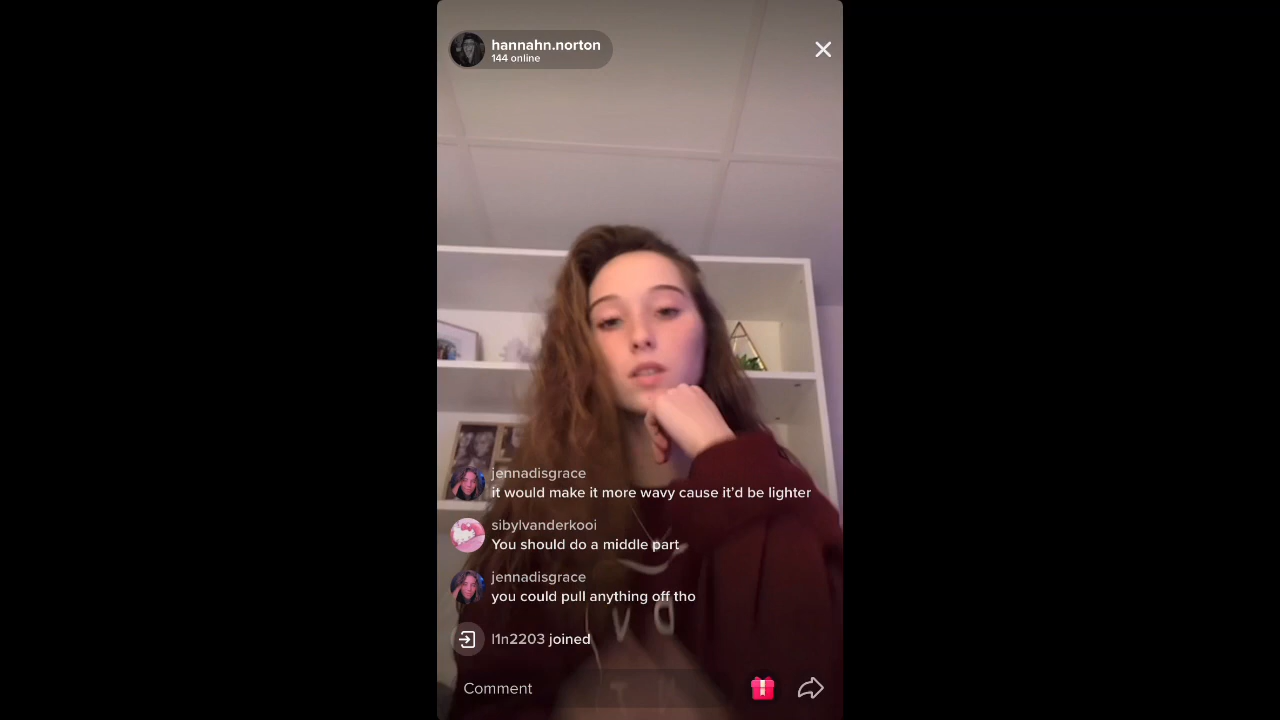 hannahn.norton
144 online
jennadisgrace
it would make it more wavy cause it'd be lighter
sibylvanderkooi
You should do a middle part
jennadisgrace
you could pull anything off tho
l1n2203 joined
Comment